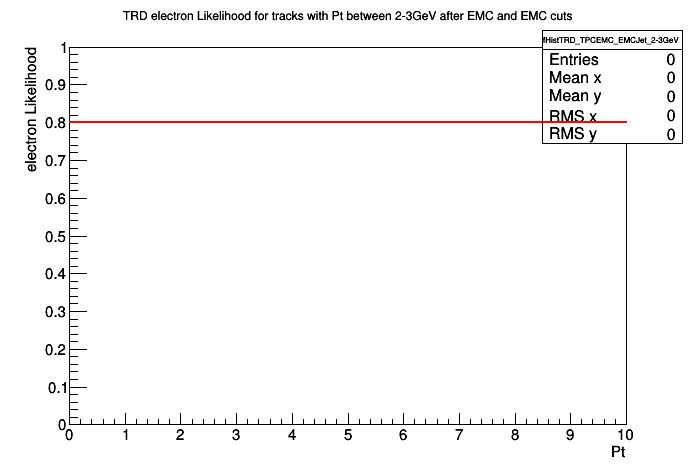 TRD electron Likelihood for tracks with Pt between 2-3GeV after EMC and EMC cuts
fHistTRD_TPCEMC_EMCJet_2-3GeV
Entries 0
Mean x 0
Mean y 0
RMS x 0
RMS y 0
electron Likelihood
1
0.9
0.8
0.7
0.6
0.5
0.4
0.3
0.2
0.1
0
0 1 2 3 4 5 6 7 8 9 10
Pt